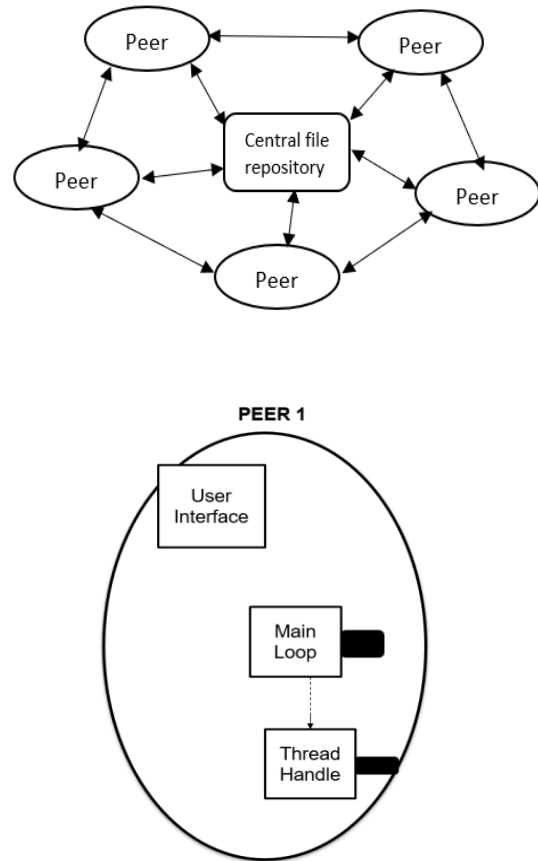 Peer
Peer
Central file
repository
Peer
Peer
Peer
PEER 1
User
Interface
Main
Loop
Thread
Handle